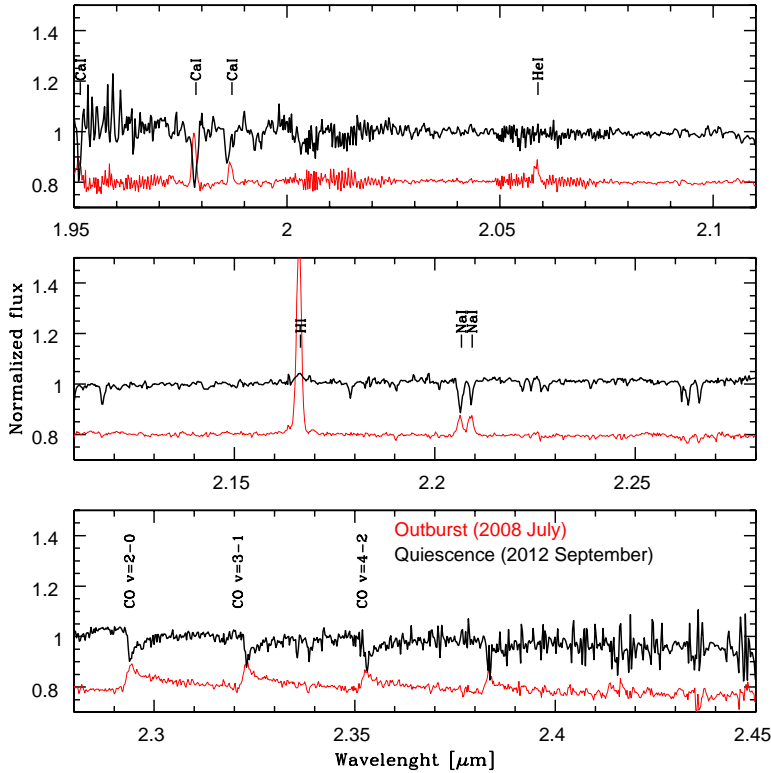 1.4
1.2
1
0.8
CaI
CaI
CaI
HeI
1.95
2
2.05
2.1
Normalized flux
1.4
1.2
1
0.8
HI
NaI
NaI
2.15
2.2
2.25
1.4
1.2
1
0.8
CO v=2-0
CO v=3-1
CO v=4-2
Outburst (2008 July)
Quiescence (2012 September)
2.3
2.35
2.4
2.45
Wavelenght [μm]